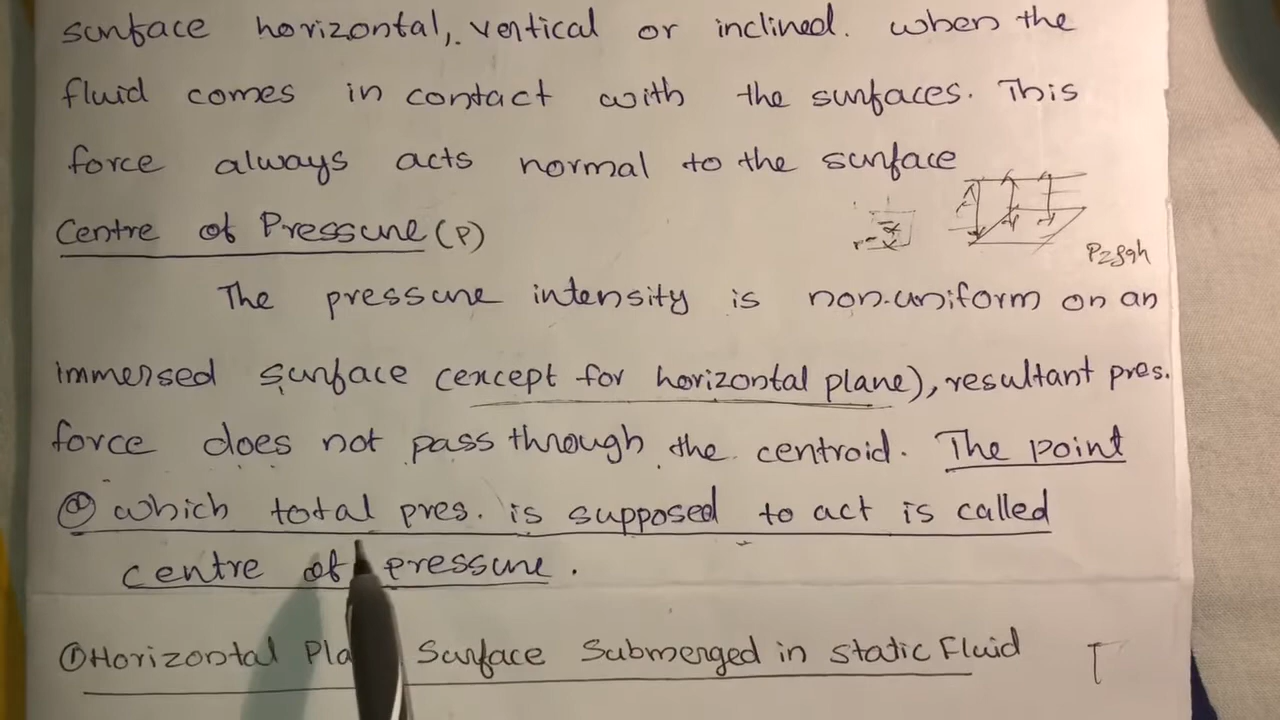 surface horizontal, vertical or inclined. when the
fluid comes in contact with the surfaces. This
force always acts normal to the surface
Centre of Pressure (P)
P=ρgh
The pressure intensity is non-uniform on an
immersed surface (except for horizontal plane), resultant pres.
force does not pass through the centroid. The point
@ which total pres. is supposed to act is called
centre of pressure.
① Horizontal Surface Submerged in static Fluid